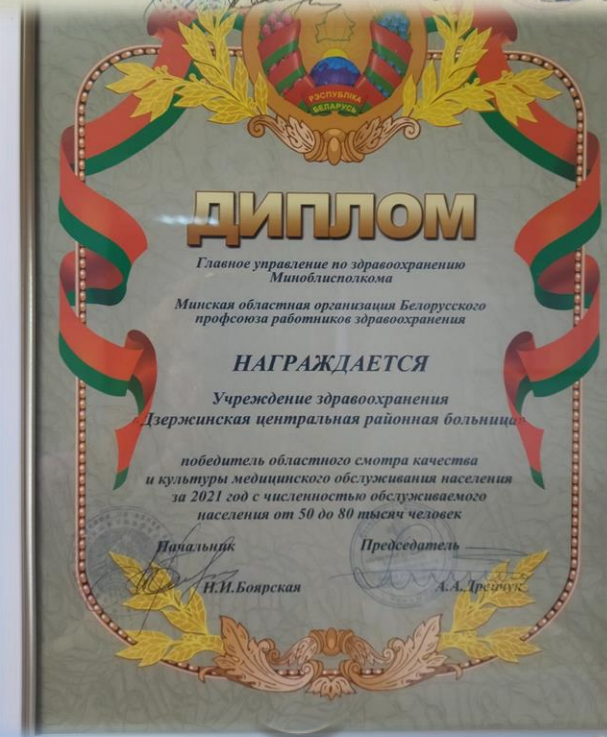 РЭСПУБЛІКА
БЕЛАРУСЬ
ДИПЛОМ
Главное управление по здравоохранению
Миноблисполкома
Минская областная организация Белорусского
профсоюза работников здравоохранения
НАГРАЖДАЕТСЯ
Учреждение здравоохранения
«Дзержинская центральная районная больница»
победитель областного смотра качества
и культуры медицинского обслуживания населения
за 2021 год с численностью обслуживаемого
населения от 50 до 80 тысяч человек
Начальник Председатель
Н.И.Боярская А.А.